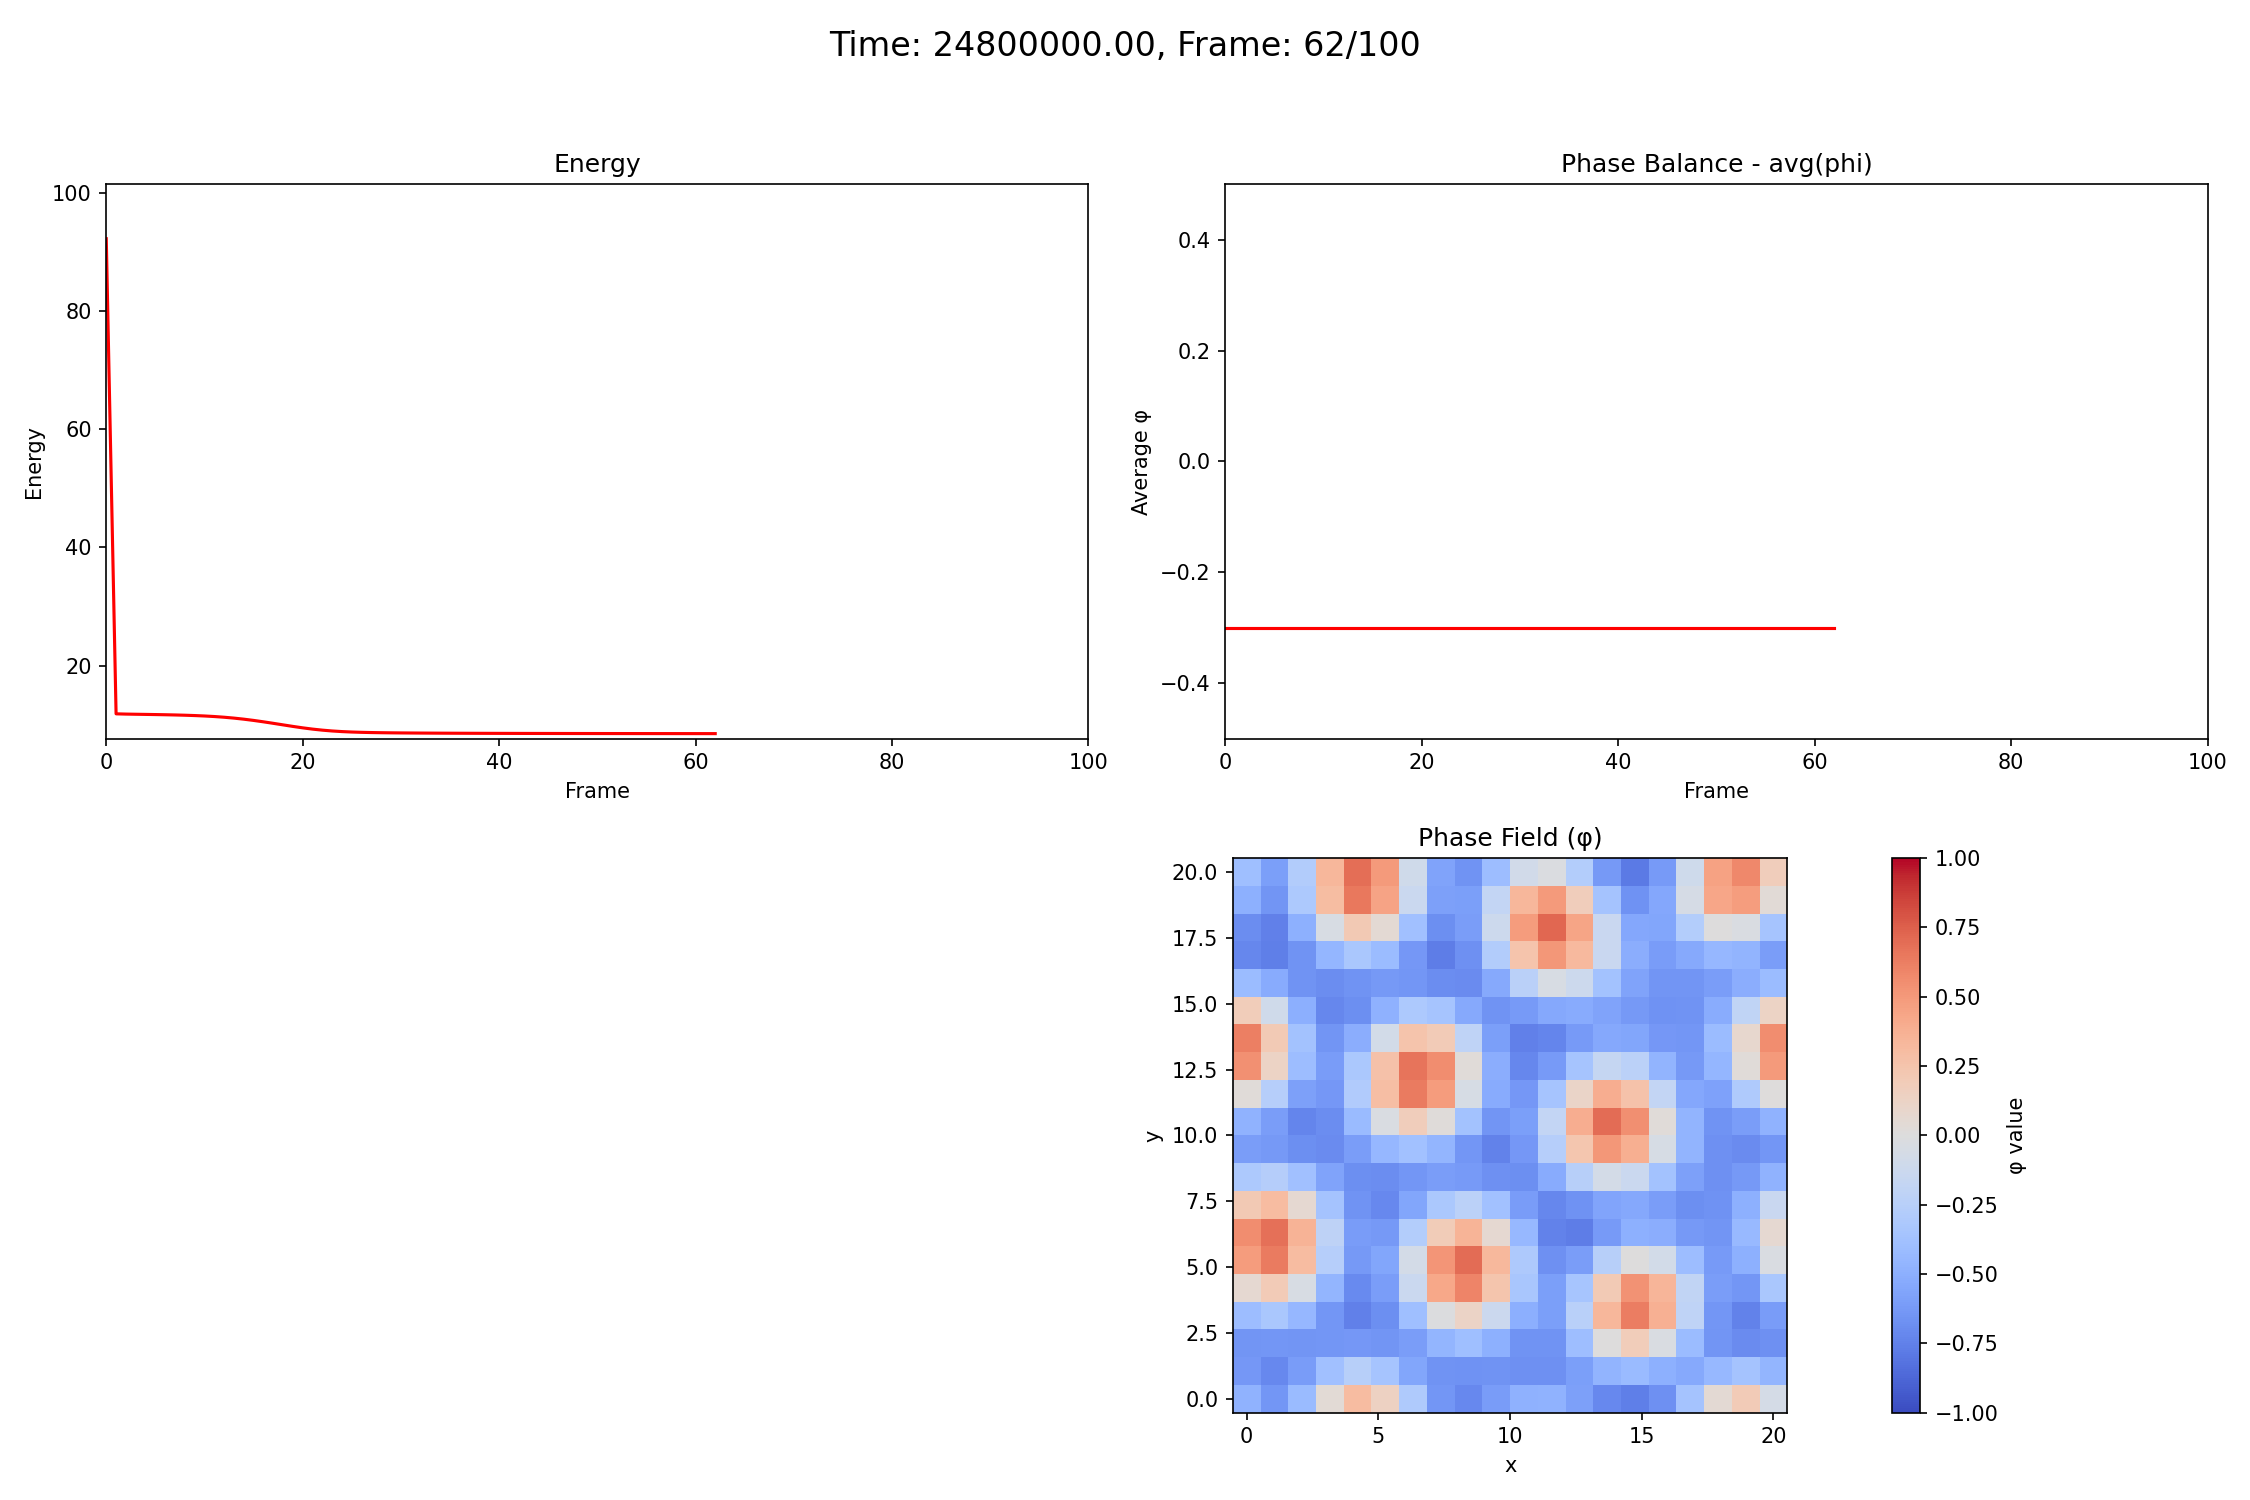 Time: 24800000.00, Frame: 62/100
Energy
100
80
60
40
20
Energy
0 20 40 60 80 100
Frame
Phase Balance - avg(phi)
0.4
0.2
0.0
−0.2
−0.4
Average φ
0 20 40 60 80 100
Frame
Phase Field (φ)
20.0
17.5
15.0
12.5
10.0
7.5
5.0
2.5
0.0
y
0 5 10 15 20
x
1.00
0.75
0.50
0.25
0.00
−0.25
−0.50
−0.75
−1.00
φ value